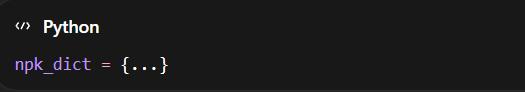 </> Python
npk_dict = {...}